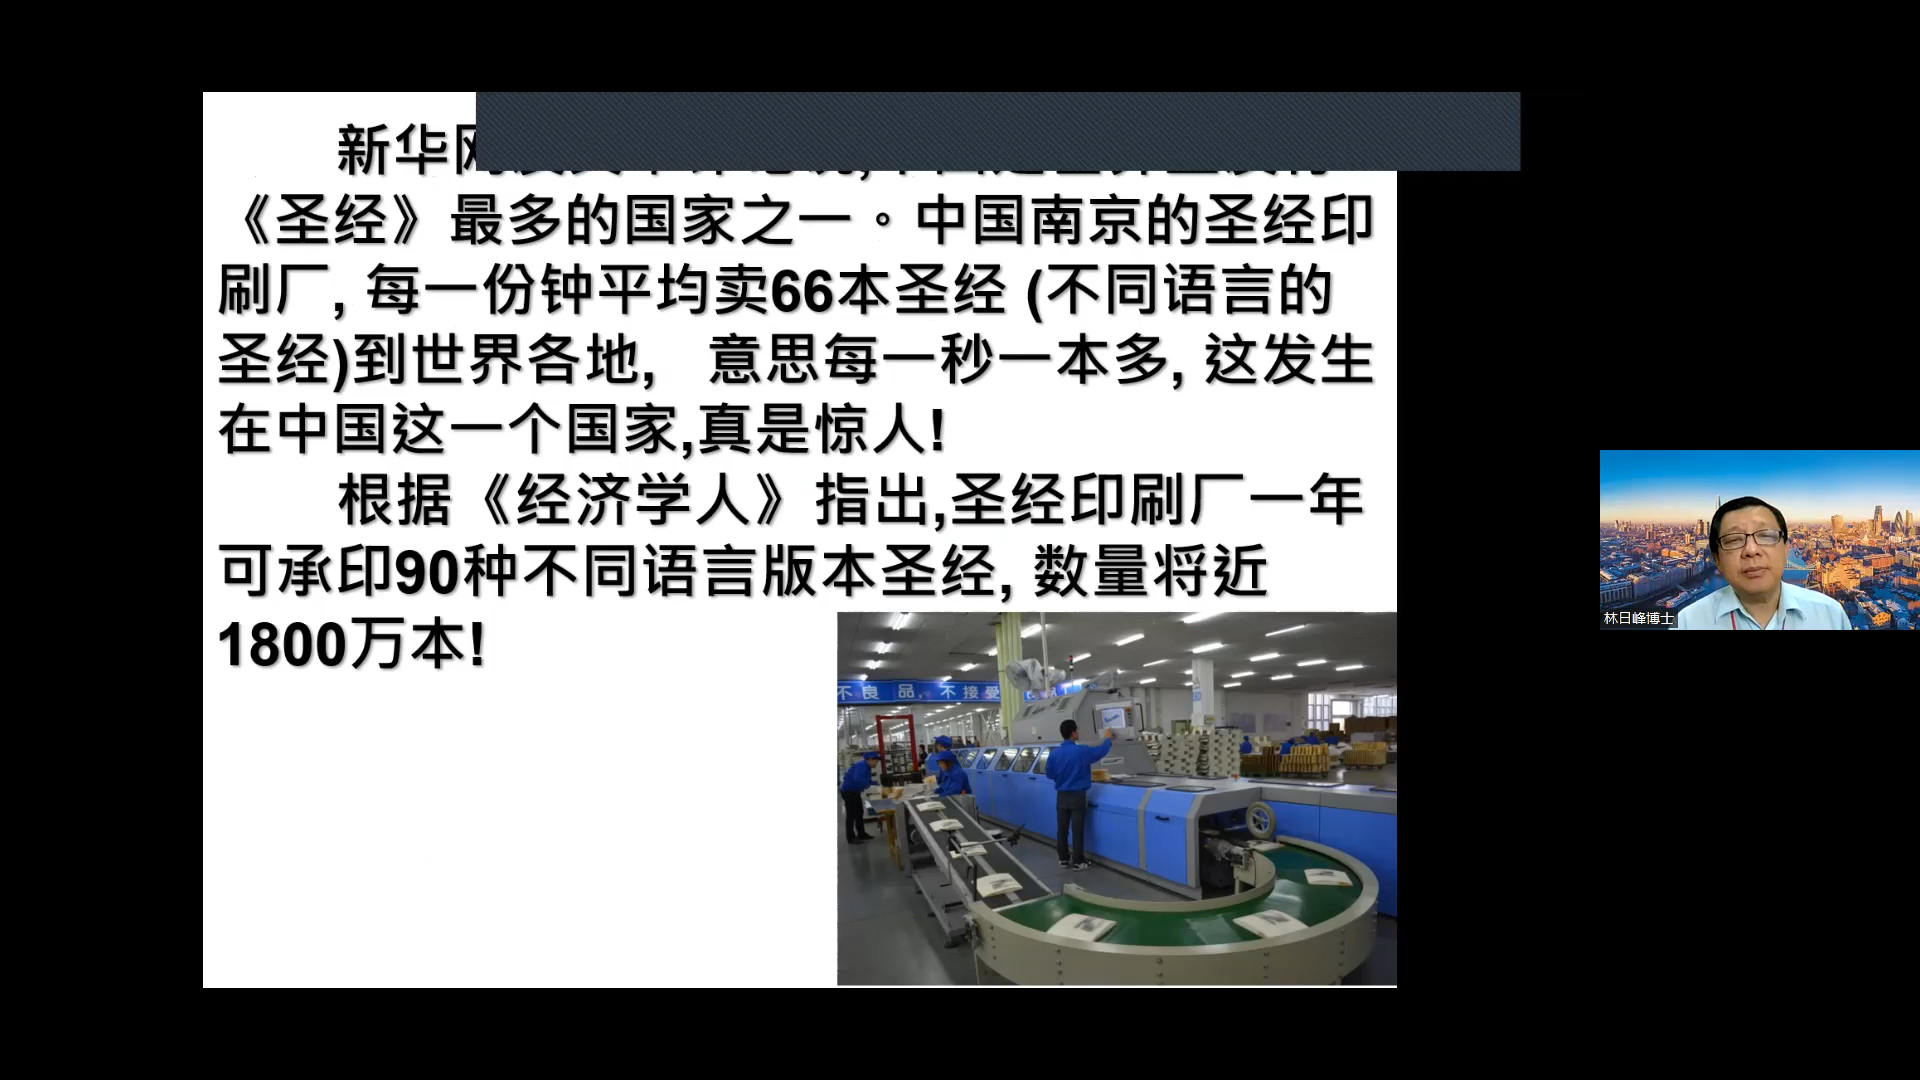 新华网
《圣经》最多的国家之一。中国南京的圣经印
刷厂, 每一份钟平均卖66本圣经 (不同语言的
圣经)到世界各地, 意思每一秒一本多, 这发生
在中国这一个国家,真是惊人!
根据《经济学人》指出,圣经印刷厂一年
可承印90种不同语言版本圣经, 数量将近
1800万本!
不良品, 不接受
林日峰博士